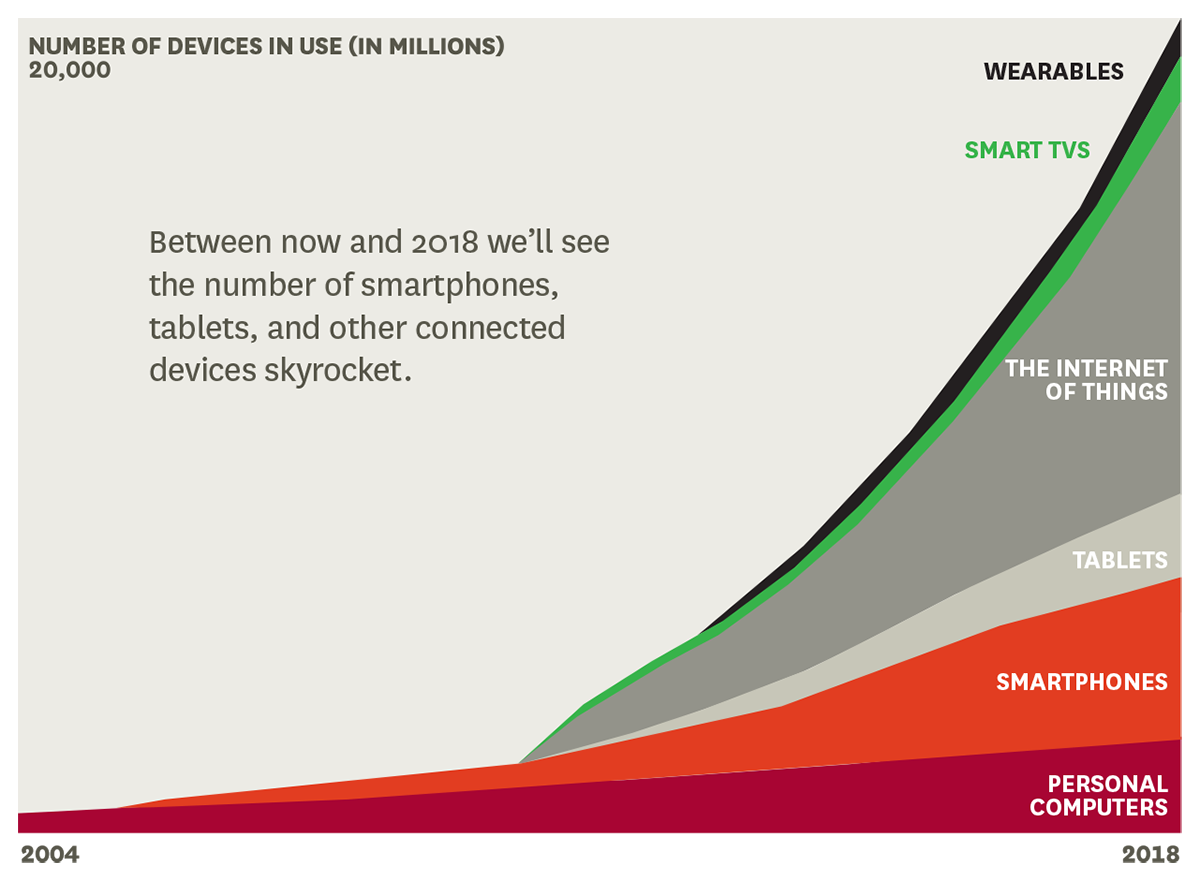 NUMBER OF DEVICES IN USE (IN MILLIONS)
20,000
WEARABLES
SMART TVS
Between now and 2018 we’ll see
the number of smartphones,
tablets, and other connected
devices skyrocket.
THE INTERNET
OF THINGS
TABLETS
SMARTPHONES
PERSONAL
COMPUTERS
2004
2018